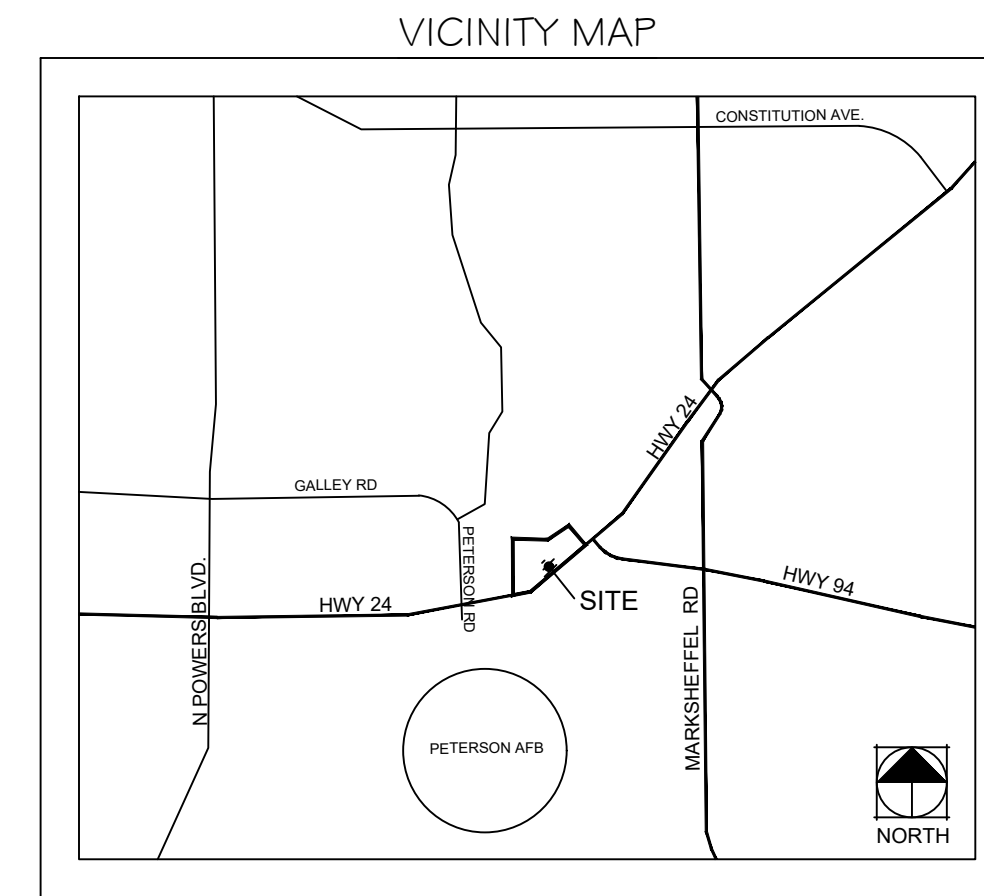 VICINITY MAP
CONSTITUTION AVE.
HWY 24
GALLEY RD
PETERSON RD
HWY 94
N POWERS BLVD.
HWY 24
SITE
MARKSHEFFEL RD
PETERSON AFB
NORTH